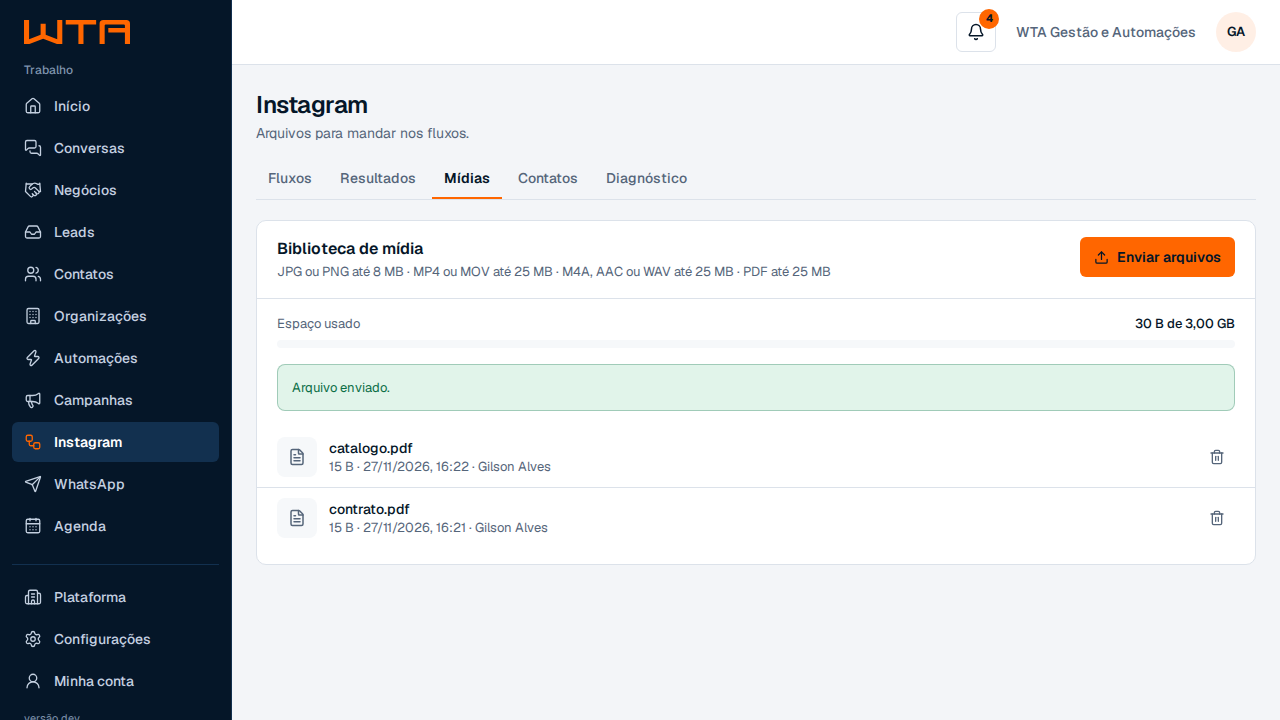 WTA
Trabalho
Início
Conversas
Negócios
Leads
Contatos
Organizações
Automações
Campanhas
Instagram
WhatsApp
Agenda
Plataforma
Configurações
Minha conta
versão dev
4
WTA Gestão e Automações
GA
Instagram
Arquivos para mandar nos fluxos.
Fluxos Resultados Mídias Contatos Diagnóstico
Biblioteca de mídia
JPG ou PNG até 8 MB · MP4 ou MOV até 25 MB · M4A, AAC ou WAV até 25 MB · PDF até 25 MB
Enviar arquivos
Espaço usado 30 B de 3,00 GB
Arquivo enviado.
catalogo.pdf
15 B · 27/11/2026, 16:22 · Gilson Alves
contrato.pdf
15 B · 27/11/2026, 16:21 · Gilson Alves